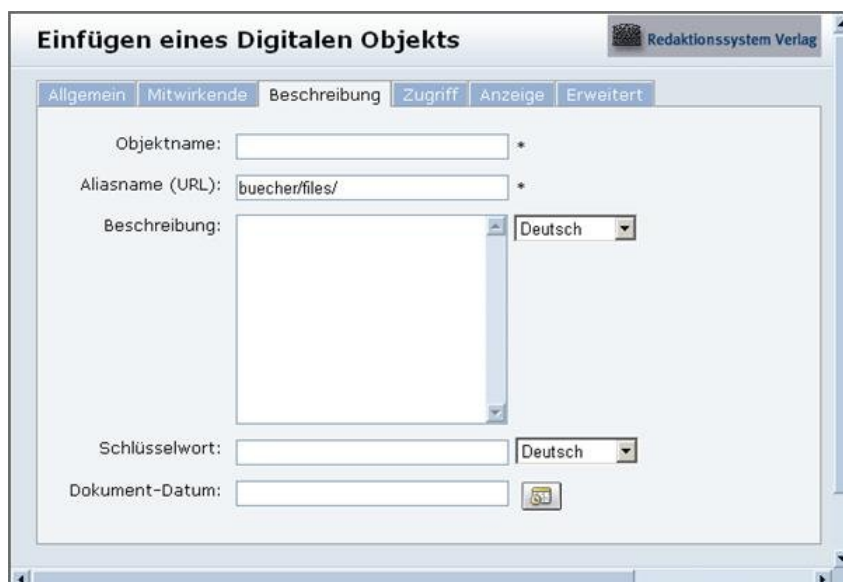 Einfügen eines Digitalen Objekts
Redaktionssystem Verlag
Allgemein Mitwirkende Beschreibung Zugriff Anzeige Erweitert
Objektname: *
Aliasname (URL): buecher/files/ *
Beschreibung: Deutsch
Schlüsselwort: Deutsch
Dokument-Datum: